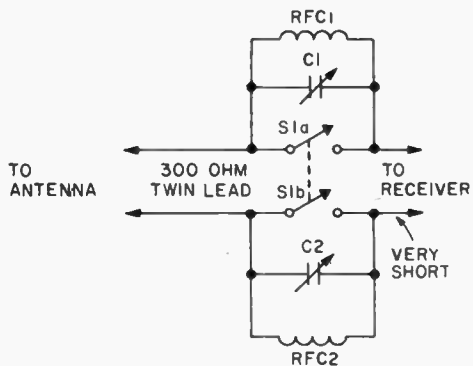 RFC1
C1
S1a
TO
ANTENNA
300 OHM
TWIN LEAD
TO
RECEIVER
S1b
VERY
SHORT
C2
RFC2